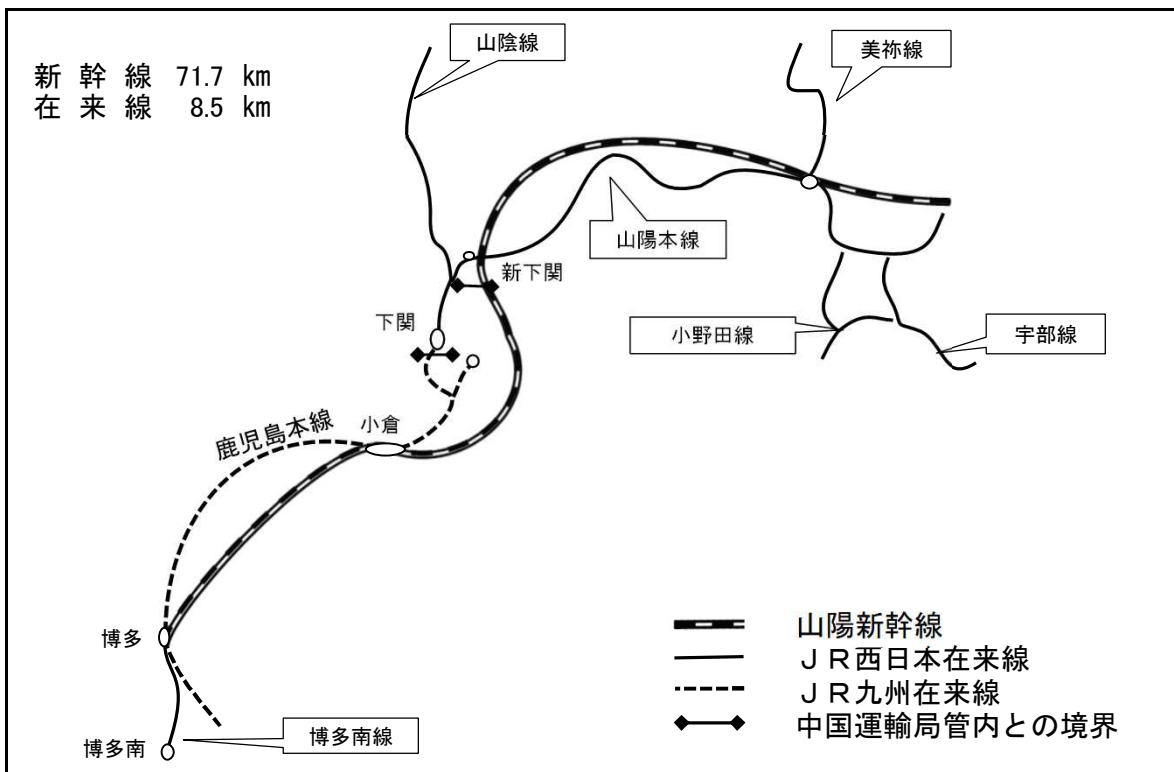 新幹線 71.7 km
在来線 8.5 km
山陰線
美祢線
山陽本線
新下関
下関
小野田線
宇部線
小倉
鹿児島本線
博多
博多南
博多南線
山陽新幹線
ＪＲ西日本在来線
ＪＲ九州在来線
中国運輸局管内との境界